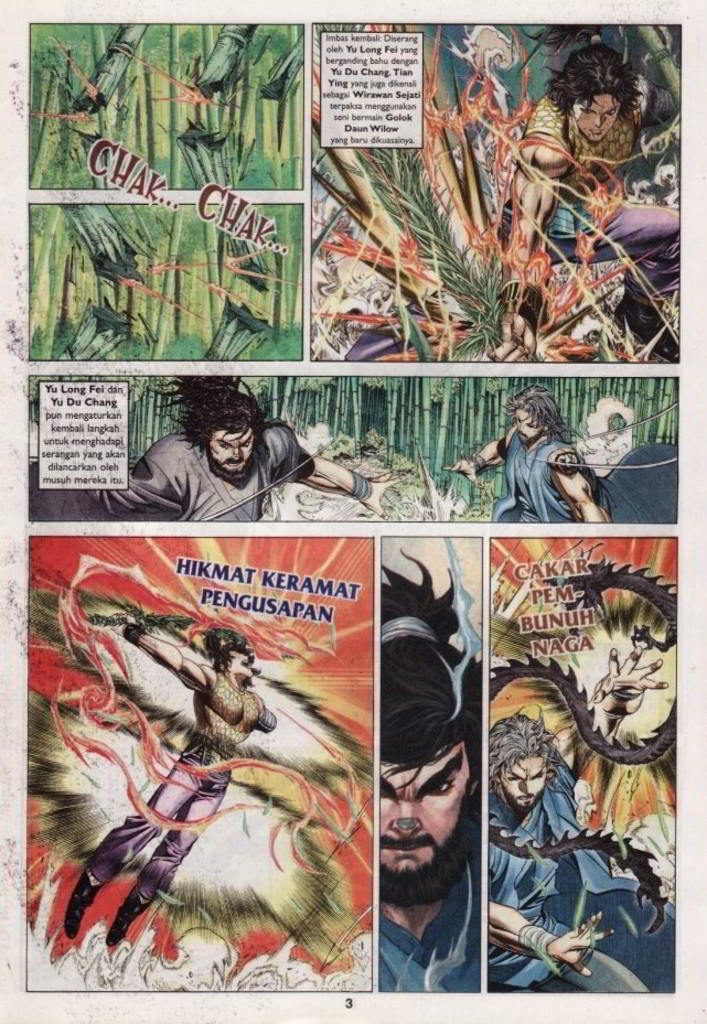 Imbas kembali: Diserang
oleh Yu Long Fei yang
berganding bahu dengan
Yu Du Chang, Tian
Ying yang juga dikenali
sebagai Wirawan Sejati
terpaksa menggunakan
seni bermain Golok
Daun Wilow
yang baru dikuasainya.
CHAK... CHAK...
Yu Long Fei dan
Yu Du Chang
pun mengaturkan
kembali langkah
untuk menghadapi
serangan yang akan
dilancarkan oleh
musuh mereka itu.
HIKMAT KERAMAT
PENGUSAPAN
CAKAR
PEM-
BUNUH
NAGA
3